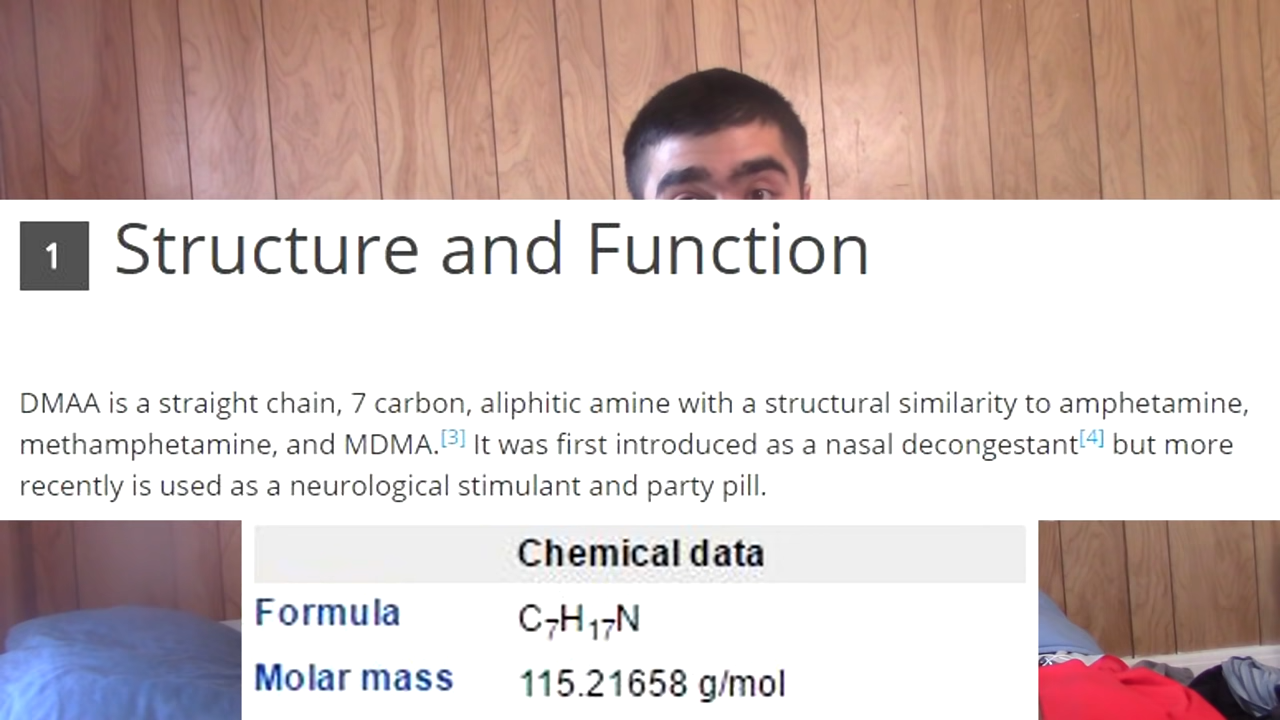 1 Structure and Function
DMAA is a straight chain, 7 carbon, aliphitic amine with a structural similarity to amphetamine,
methamphetamine, and MDMA.[3] It was first introduced as a nasal decongestant[4] but more
recently is used as a neurological stimulant and party pill.
Chemical data
Formula C₇H₁₇N
Molar mass 115.21658 g/mol